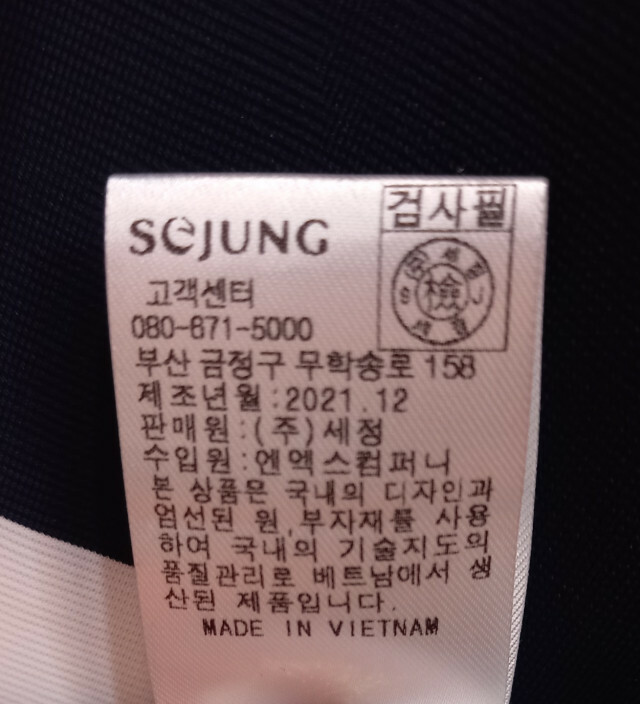 SeJUNG
검사필
세정
檢
S J
고객센터
080-671-5000
부산 금정구 무학송로 158
제조년월:2021.12
판매원:(주)세정
수입원:엔엑스컴퍼니
본 상품은 국내의 디자인과
엄선된 원,부자재를 사용
하여 국내의 기술지도의
품질관리로 베트남에서 생
산된 제품입니다.
MADE IN VIETNAM